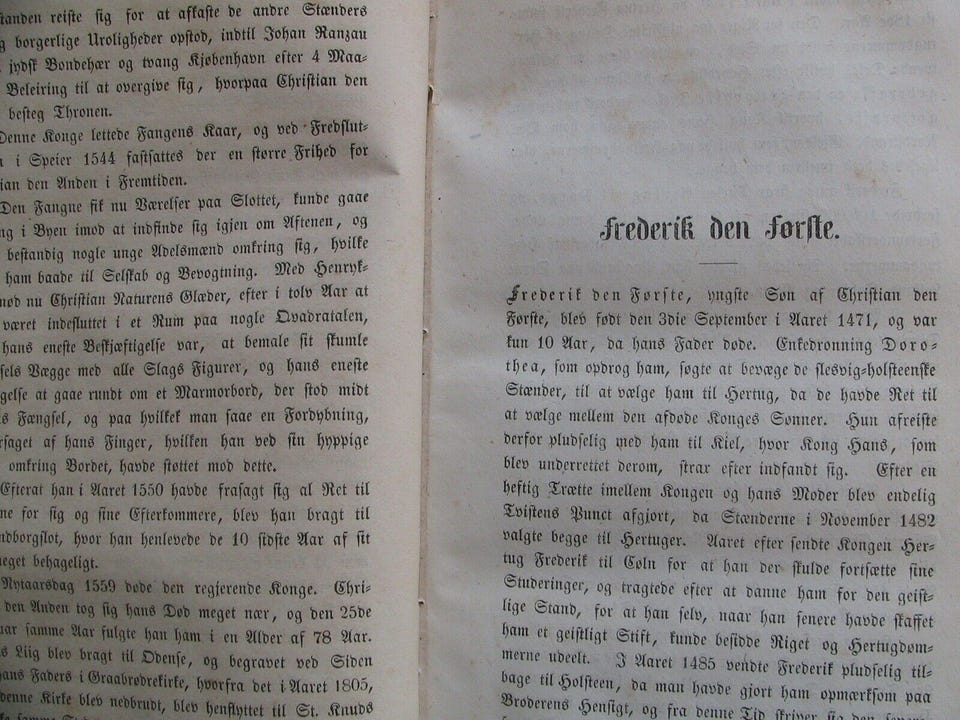 standen reiste sig for at afkaste de andre Stænders
borgerlige Uroligheder opstod, indtil Johan Ranzau
jydsk Bondehær og tvang Kjøbenhavn efter 4 Maa-
Beleiring til at overgive sig, hvorpaa Christian den
besteg Thronen.
Denne Konge lettede Fangens Kaar, og ved Fredslut-
i Speier 1544 fastsattes der en større Frihed for
ian den Anden i Fremtiden.
Den Fangne fik nu Værelser paa Slottet, kunde gaae
ng i Byen imod at indfinde sig igjen om Aftenen, og
bestandig nogle unge Adelsmænd omkring sig, hvilke
ham baade til Selskab og Bevogtning. Med Henryk-
nød nu Christian Naturens Glæder, efter i tolv Aar at
været indesluttet i et Rum paa nogle Qvadratalen,
hans eneste Beskjæftigelse var, at bemale sit skumle
sels Vægge med alle Slags Figurer, og hans eneste
gelse at gaae rundt om et Marmorbord, der stod midt
s Fængsel, og paa hvilket man saae en Fordybning,
rsaget af hans Finger, hvilken han ved sin hyppige
omkring Bordet, havde støttet mod dette.
Efterat han i Aaret 1550 havde frasagt sig al Ret til
ne for sig og sine Efterkommere, blev han bragt til
ndborgslot, hvor han henlevede de 10 sidste Aar af sit
meget behageligt.
Nytaarsdag 1559 døde den regjerende Konge. Chri-
den Anden tog sig hans Død meget nær, og den 25de
uar samme Aar fulgte han ham i en Alder af 78 Aar.
s Liig blev bragt til Odense, og begravet ved Siden
hans Faders i Graabrødrekirke, hvorfra det i Aaret 1805,
denne Kirke blev nedbrudt, blev henflyttet til St. Knuds
Frederik den Første.
Frederik den Første, yngste Søn af Christian den
Første, blev født den 3die September i Aaret 1471, og var
kun 10 Aar, da hans Fader døde. Enkedronning Doro-
thea, som opdrog ham, søgte at bevæge de slesvig-holsteenske
Stænder, til at vælge ham til Hertug, da de havde Ret til
at vælge mellem den afdøde Konges Sønner. Hun afreiste
derfor pludselig med ham til Kiel, hvor Kong Hans, som
blev underrettet derom, strax efter indfandt sig. Efter en
heftig Trætte imellem Kongen og hans Moder blev endelig
Tvistens Punct afgjort, da Stænderne i November 1482
valgte begge til Hertuger. Aaret efter sendte Kongen Her-
tug Frederik til Cøln for at han der skulde fortsætte sine
Studeringer, og tragtede efter at danne ham for den geist-
lige Stand, for at han selv, naar han senere havde skaffet
ham et geistligt Stift, kunde besidde Riget og Hertugdøm-
merne udeelt. I Aaret 1485 vendte Frederik pludselig til-
bage til Holsteen, da man havde gjort ham opmærksom paa
Broderens Hensigt, og fra denne Tid skriver sig den